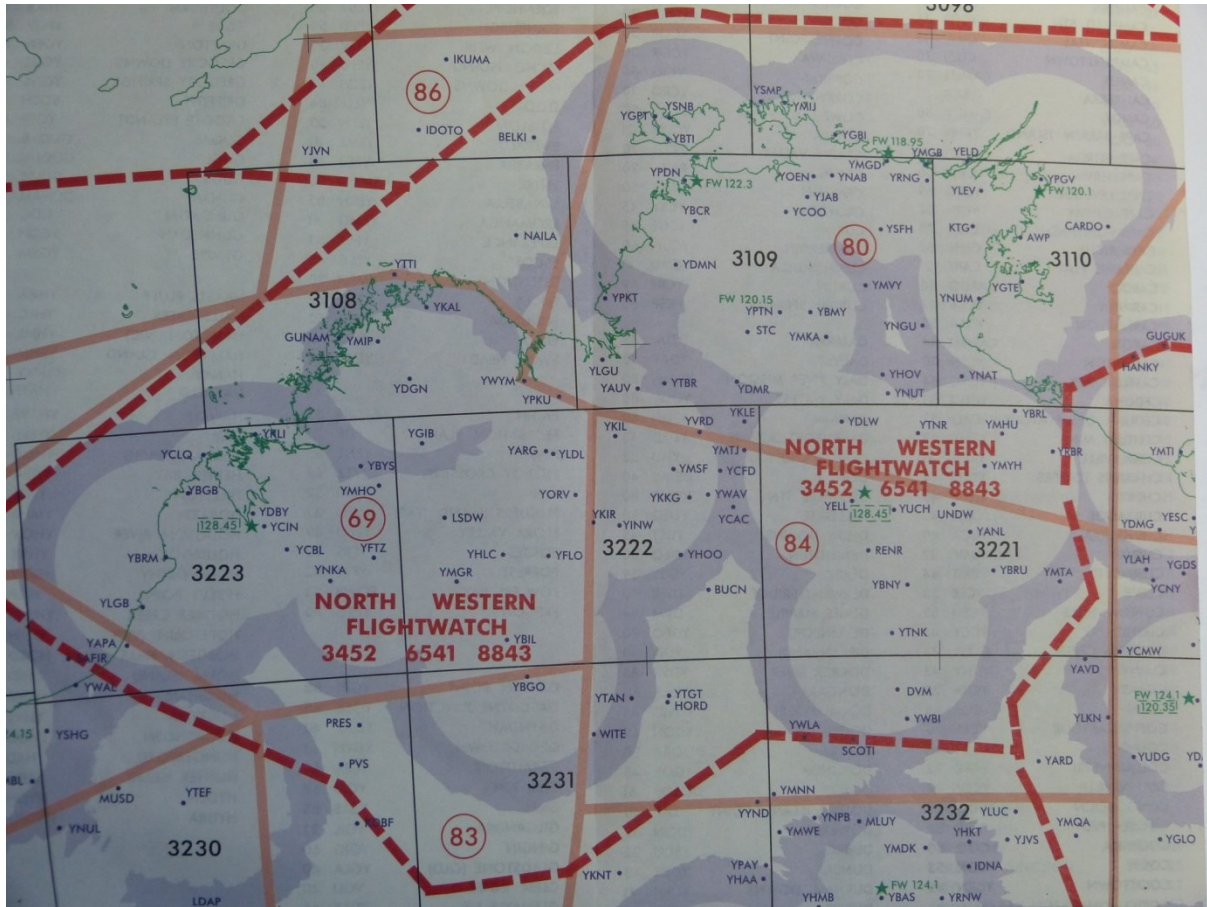 3098
IKUMA
86
YSMP YMIJ
YSNB
YGPT
IDOTO BELKI YBTI YGBI FW 118.95
YJVN YMGD YMGB YELD
YPDN FW 122.3 YOEN YNAB YRNG YLEV YPGV
FW 120.1
YJAB
YBCR YCOO
NAILA YSFH KTG AWP CARDO
80
YDMN 3109 3110
YTTI
YMVY YGTE
3108 YKAL YPKT FW 120.15 YNUM
YPTN YBMY
GUNAM YMIP STC YMKA YNGU
GUGUK
YLGU HANKY
YDGN YWYM YAUV YTBR YDMR YHOV YNAT
YPKU YNUT
YKLE YBRL
YKLI YGIB YKIL YVRD YDLW YTNR YMHU
YCLQ YARG YLDL YMTJ NORTH WESTERN YRBR YMTI
YBYS YMSF YCFD FLIGHTWATCH YMYH
YBGB YMHO YORV YKKG YWAV 3452 6541 8843
YDBY 69 LSDW YCAC YELL 128.45 YUCH UNDW
128.45 YCIN YKIR YINW YESC
YDMG
YANL
YCBL YFTZ YHLC YFLO 3222 YHOO 84 RENR 3221
YBRM 3223 YNKA YMGR YBRU YLAH YGDS
BUCN YBNY YMTA YCNY
NORTH WESTERN
YLGB FLIGHTWATCH
YBIL YTNK
YAPA 3452 6541 8843 YCMW
YAVD
YWAL YBGO YTAN YTGT DVM FW 124.1
HORD 120.35
PRES YWBI YLKN
YSHG WITE YWLA
SCOTI
PVS YARD YUDG
3231
MUSD YTEF YMNN
YYND 3232
YNUL 83 YNPB MLUY YLUC
YMWE YHKT YJVS YMQA YGLO
3230 YMDK
YKNT YPAY IDNA
YHAA
FW 124.1
LDAP YHMB YBAS YRNW